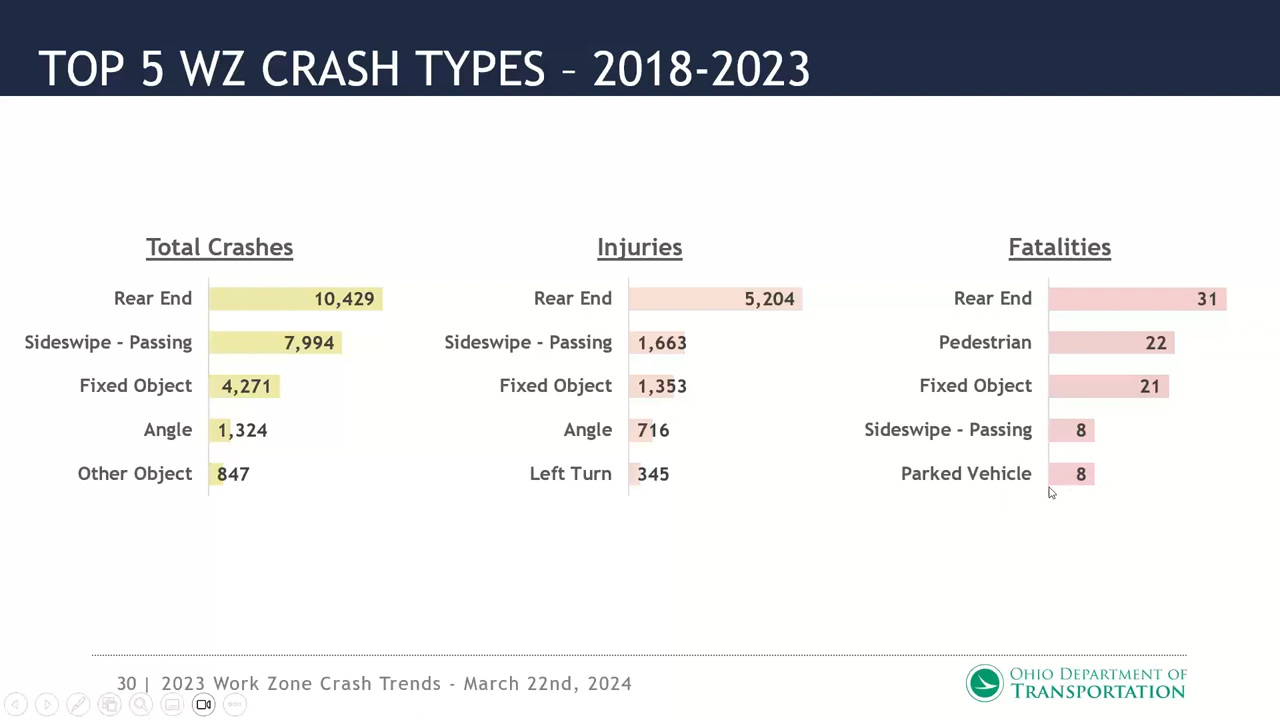 TOP 5 WZ CRASH TYPES – 2018-2023
Total Crashes
Rear End 10,429
Sideswipe - Passing 7,994
Fixed Object 4,271
Angle 1,324
Other Object 847
Injuries
Rear End 5,204
Sideswipe - Passing 1,663
Fixed Object 1,353
Angle 716
Left Turn 345
Fatalities
Rear End 31
Pedestrian 22
Fixed Object 21
Sideswipe - Passing 8
Parked Vehicle 8
30 | 2023 Work Zone Crash Trends - March 22nd, 2024
OHIO DEPARTMENT OF
TRANSPORTATION